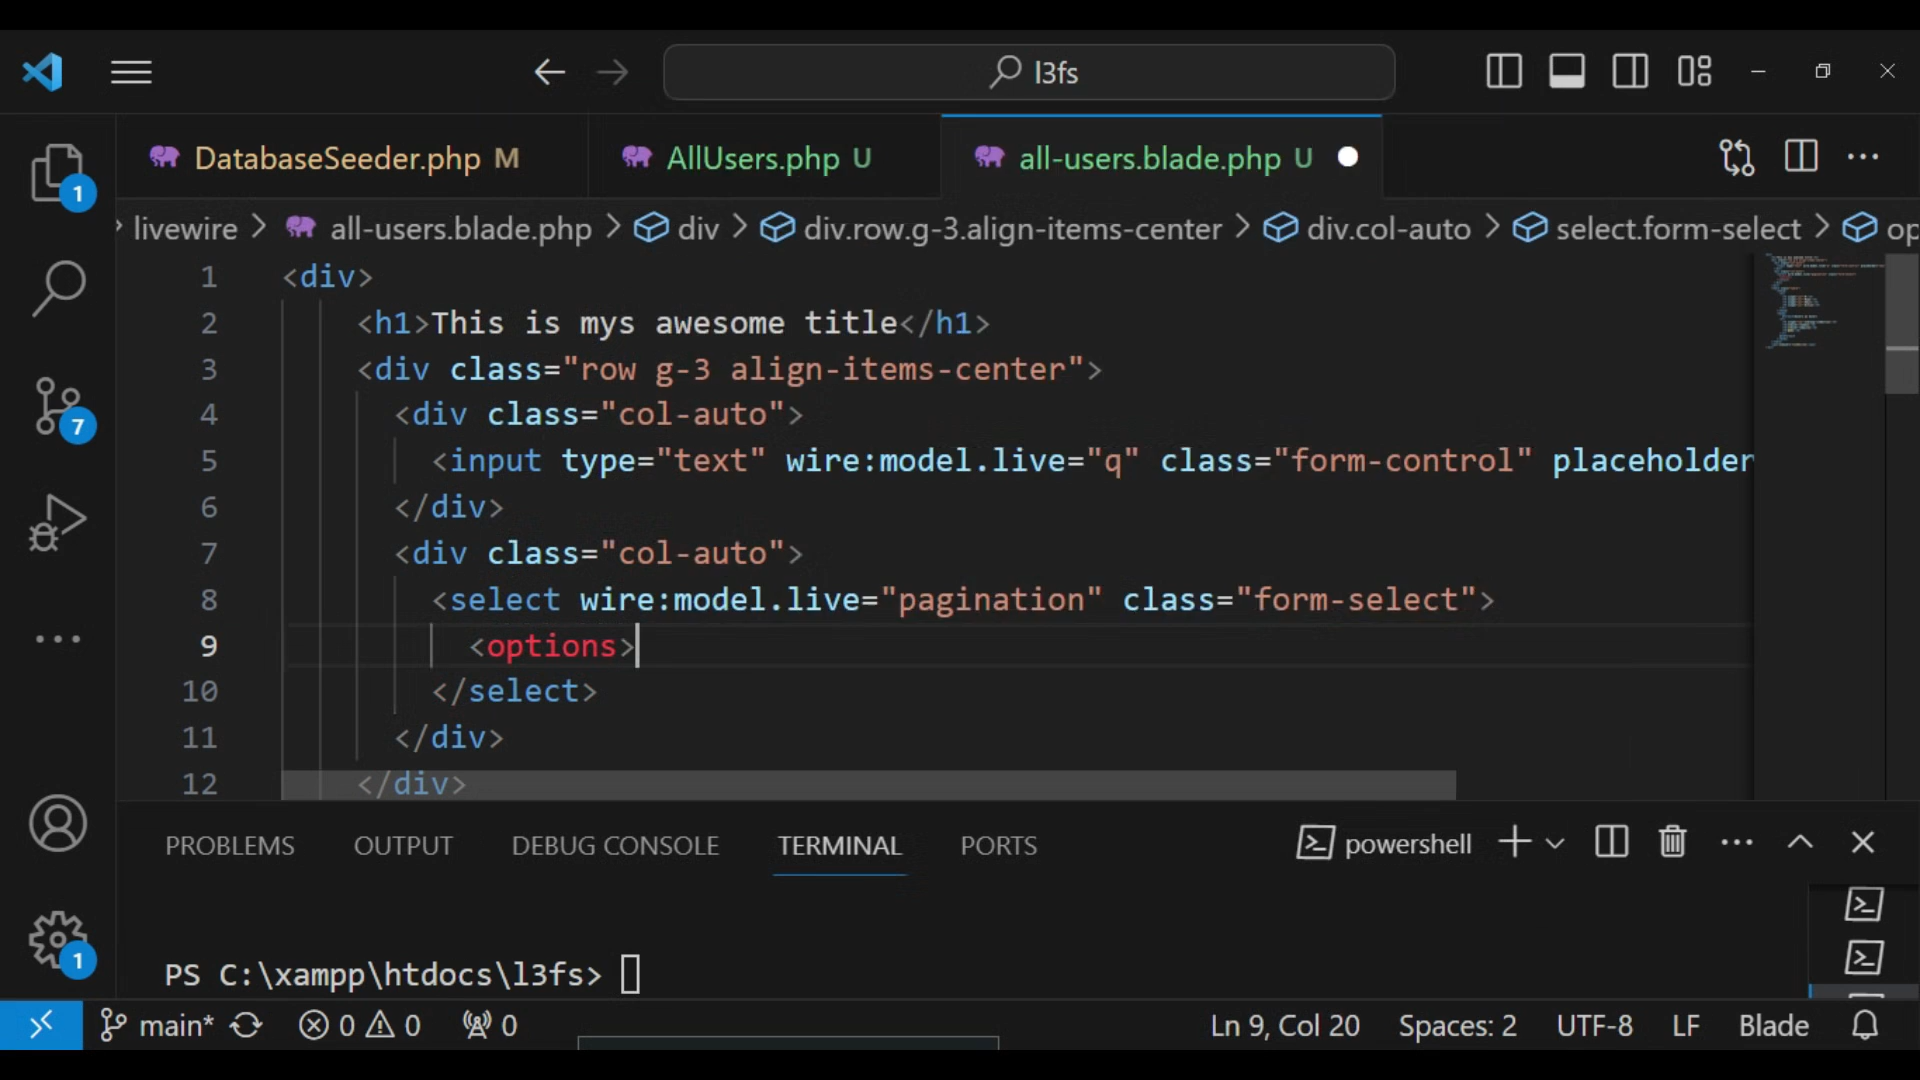 l3fs
DatabaseSeeder.php M
AllUsers.php U
all-users.blade.php U
livewire > all-users.blade.php > div > div.row.g-3.align-items-center > div.col-auto > select.form-select > op
1 <div>
2 <h1>This is mys awesome title</h1>
3 <div class="row g-3 align-items-center">
4 <div class="col-auto">
5 <input type="text" wire:model.live="q" class="form-control" placeholder
6 </div>
7 <div class="col-auto">
8 <select wire:model.live="pagination" class="form-select">
9 <options>
10 </select>
11 </div>
12 </div>
1
7
1
PROBLEMS OUTPUT DEBUG CONSOLE TERMINAL PORTS
powershell
PS C:\xampp\htdocs\l3fs>
main* 0 0 0 Ln 9, Col 20 Spaces: 2 UTF-8 LF Blade